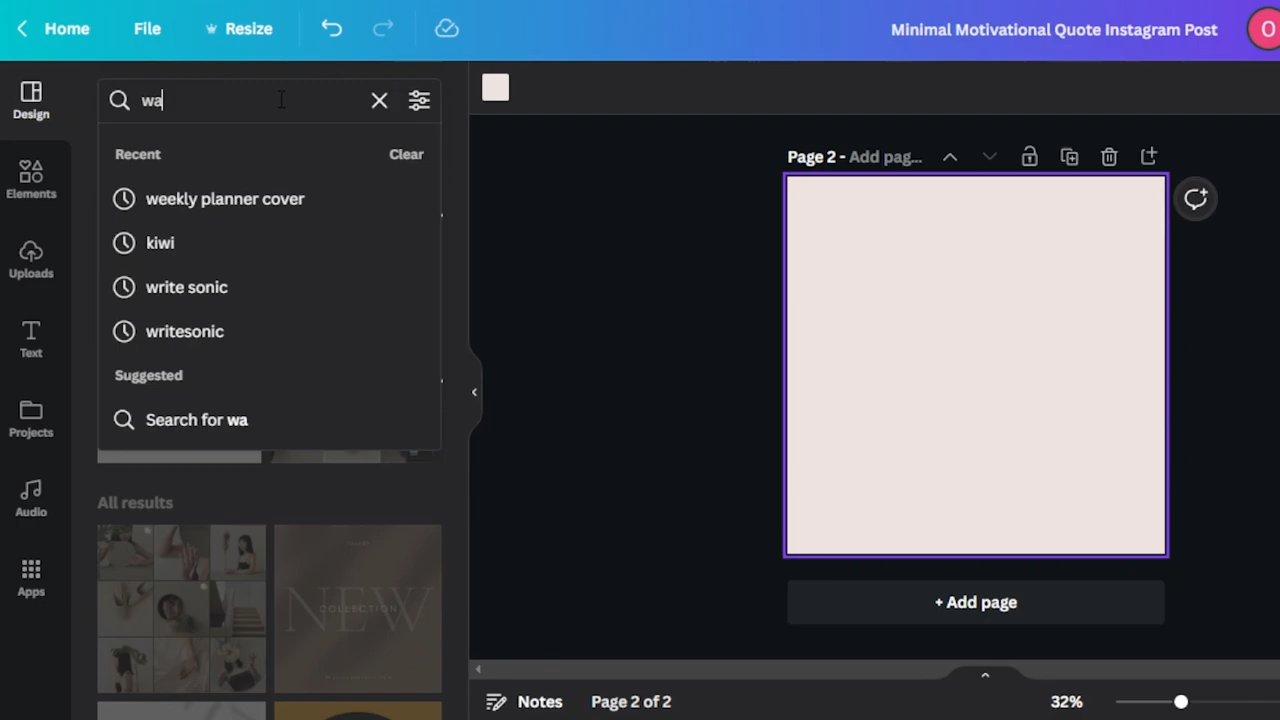 Home
File
Resize
Minimal Motivational Quote Instagram Post
O
Design
wa
Elements
Recent
Clear
weekly planner cover
kiwi
write sonic
writesonic
Suggested
Search for wa
Uploads
Text
Projects
Audio
Apps
All results
NEW
COLLECTION
Page 2 - Add pag...
+ Add page
Notes
Page 2 of 2
32%